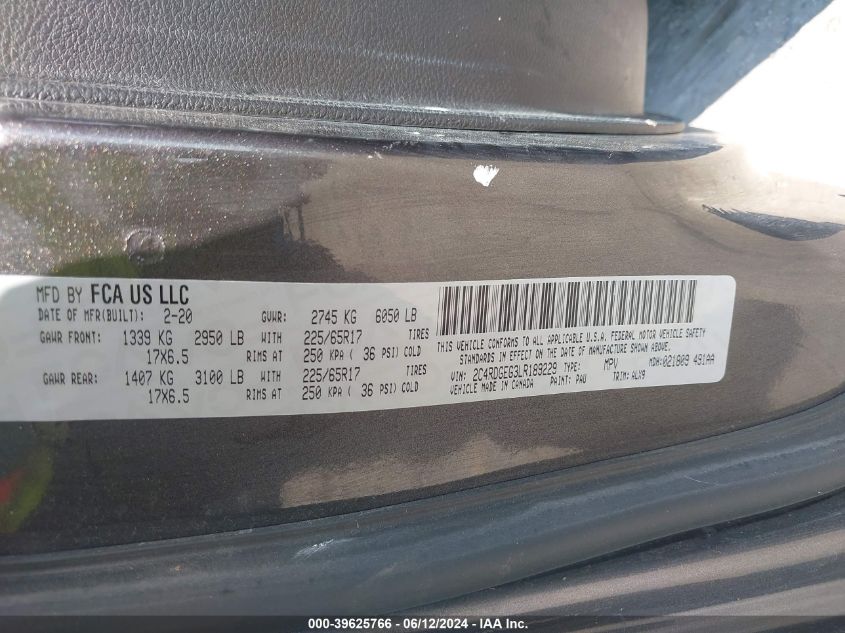 MFD BY FCA US LLC
DATE OF MFR(BUILT): 2-20 GVWR: 2745 KG 6050 LB
GAWR FRONT: 1339 KG 2950 LB WITH 225/65R17 TIRES
17X6.5 RIMS AT 250 KPA ( 36 PSI) COLD
GAWR REAR: 1407 KG 3100 LB WITH 225/65R17 TIRES
17X6.5 RIMS AT 250 KPA ( 36 PSI) COLD
THIS VEHICLE CONFORMS TO ALL APPLICABLE U.S.A. FEDERAL MOTOR VEHICLE SAFETY
STANDARDS IN EFFECT ON THE DATE OF MANUFACTURE SHOWN ABOVE.
VIN: 2C4RDGEG3LR189229 TYPE: MPV MDH:021809 491AA
VEHICLE MADE IN CANADA PAINT: PAU TRIM: ALX9
000-39625766 - 06/12/2024 - IAA Inc.